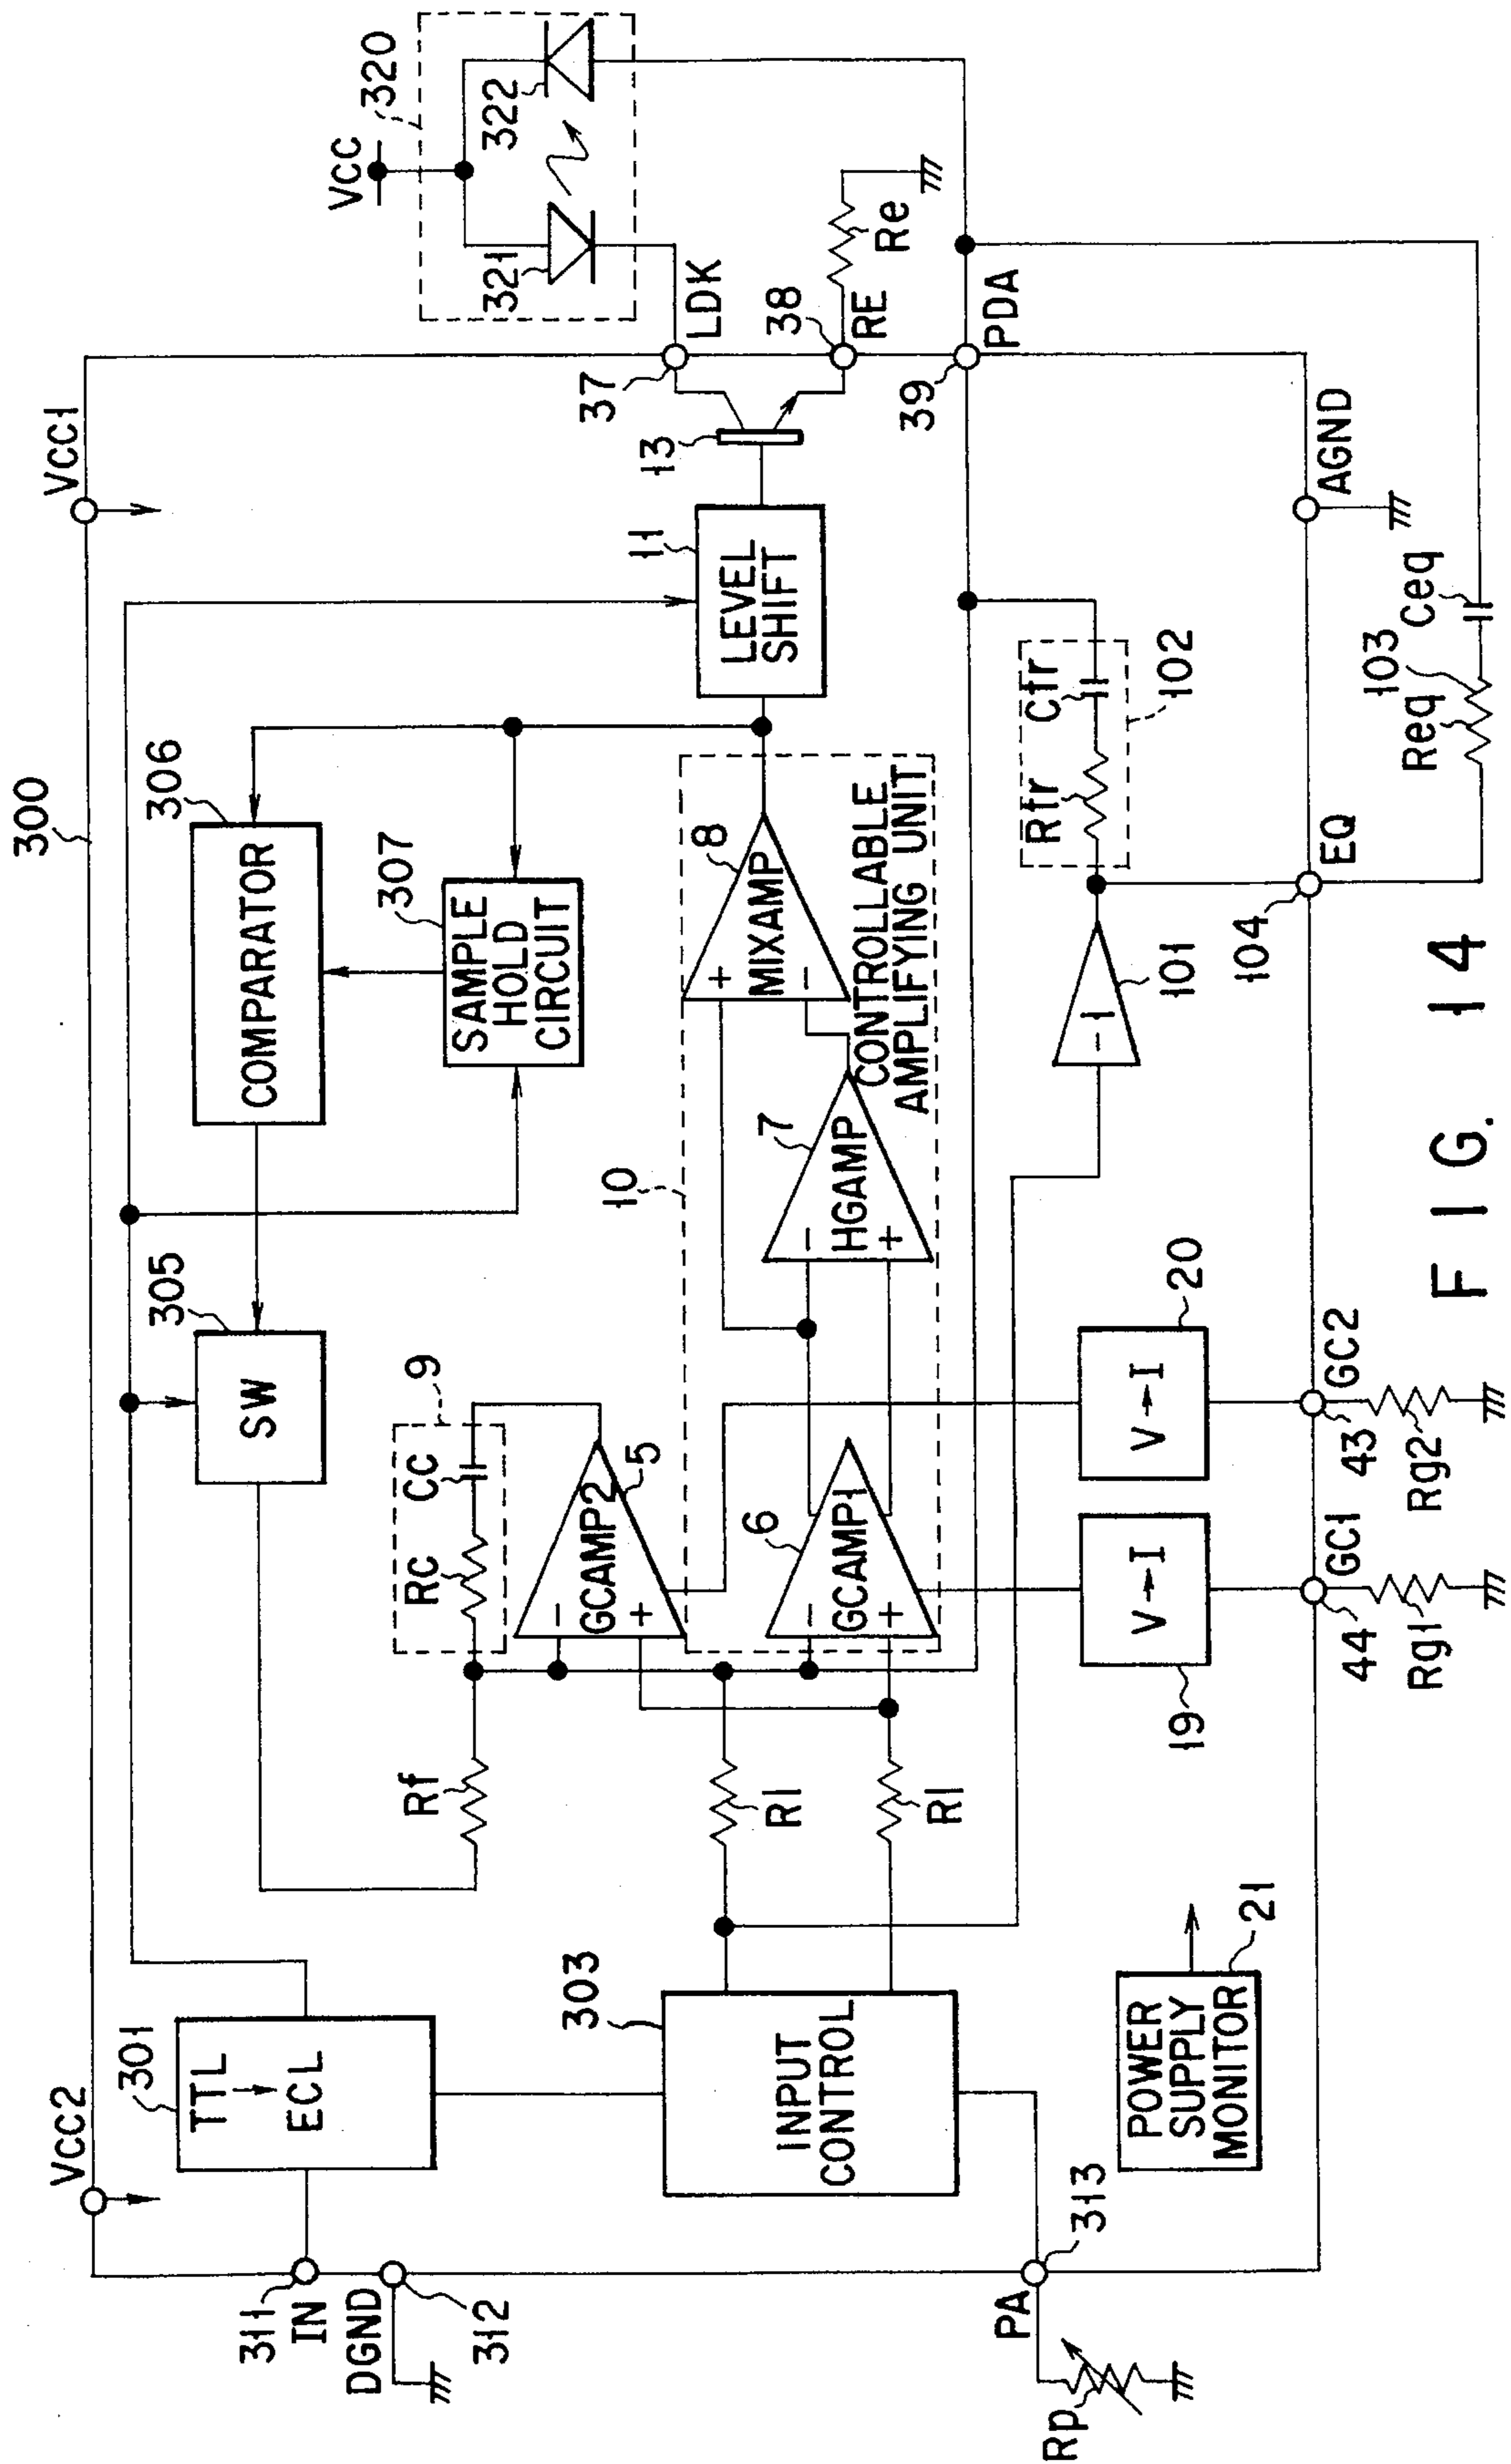 VCC2
VCC1
300
VCC
320
301
TTL
ECL
305
SW
306
COMPARATOR
307
SAMPLE
HOLD
CIRCUIT
321
322
311
IN
DGND
312
Rf
9
RC
CC
GCAMP2
5
10
11
LEVEL
SHIFT
13
37
LDK
38
RE
Re
303
INPUT
CONTROL
R1
R1
6
GCAMP1
7
HGAMP
8
MIXAMP
CONTROLLABLE
AMPLIFYING UNIT
39
PDA
PA
313
Rp
POWER
SUPPLY
MONITOR
21
19
V→I
20
V→I
-1
101
Rfr
Cfr
102
44
GC1
Rg1
43
GC2
Rg2
104
EQ
AGND
Req
103
Ceq
FIG. 14